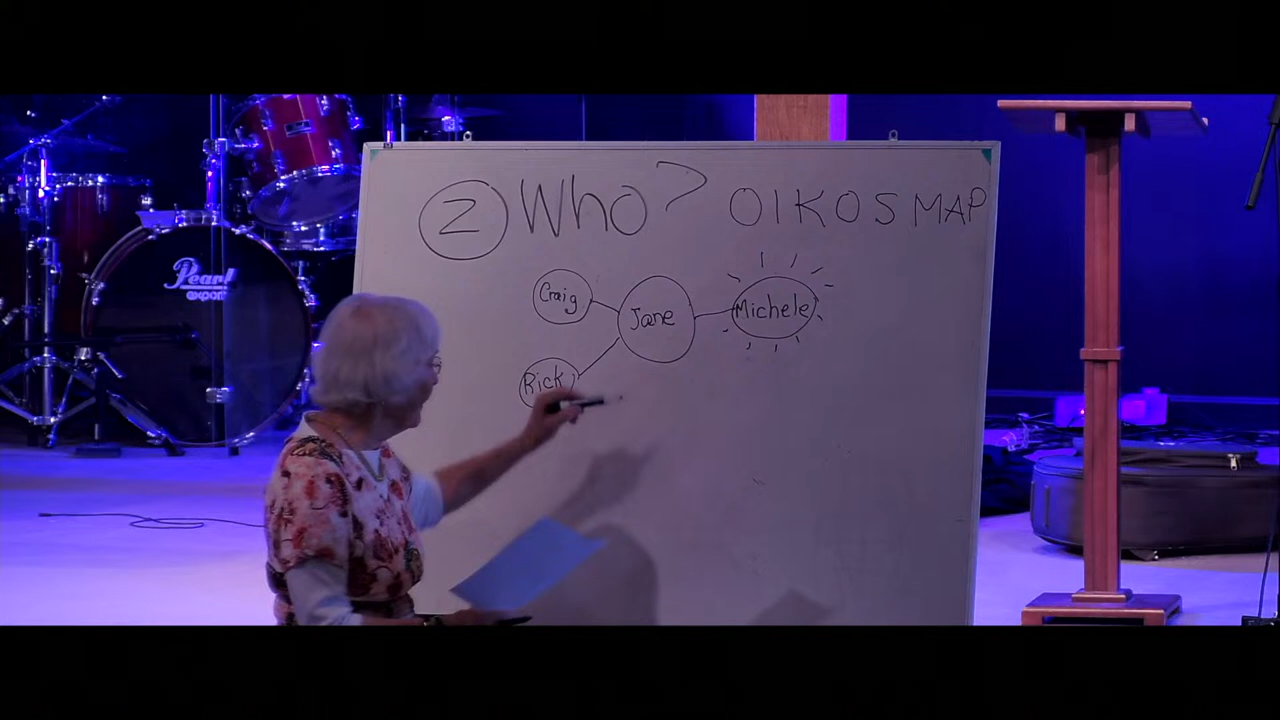 ② Who? OIKOS MAP
Craig
Jane
Michele
Rick
Pearl
export